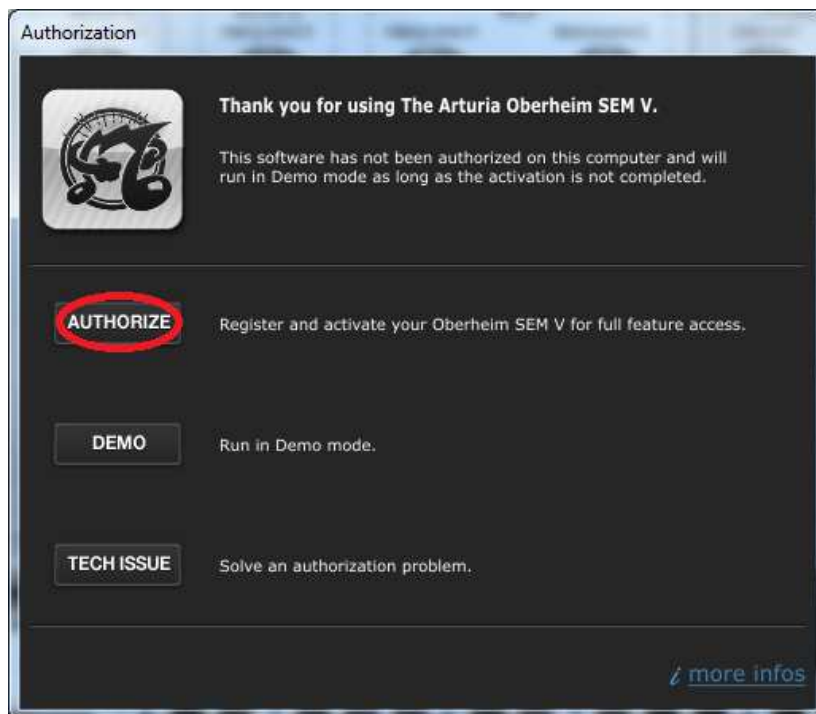 Authorization
Thank you for using The Arturia Oberheim SEM V.
This software has not been authorized on this computer and will
run in Demo mode as long as the activation is not completed.
AUTHORIZE
Register and activate your Oberheim SEM V for full feature access.
DEMO
Run in Demo mode.
TECH ISSUE
Solve an authorization problem.
i more infos